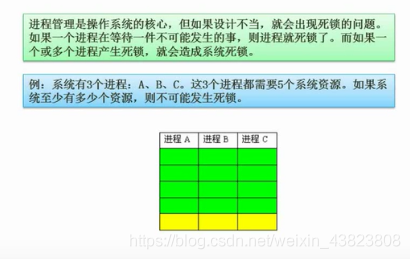 进程管理是操作系统的核心，但如果设计不当，就会出现死锁的问题。
如果一个进程在等待一件不可能发生的事，则进程就死锁了。而如果一
个或多个进程产生死锁，就会造成系统死锁。
例：系统有3个进程：A、B、C。这3个进程都需要5个系统资源。如果系
统至少有多少个资源，则不可能发生死锁。
进程 A 进程 B 进程 C
https://blog.csdn.net/weixin_43823808